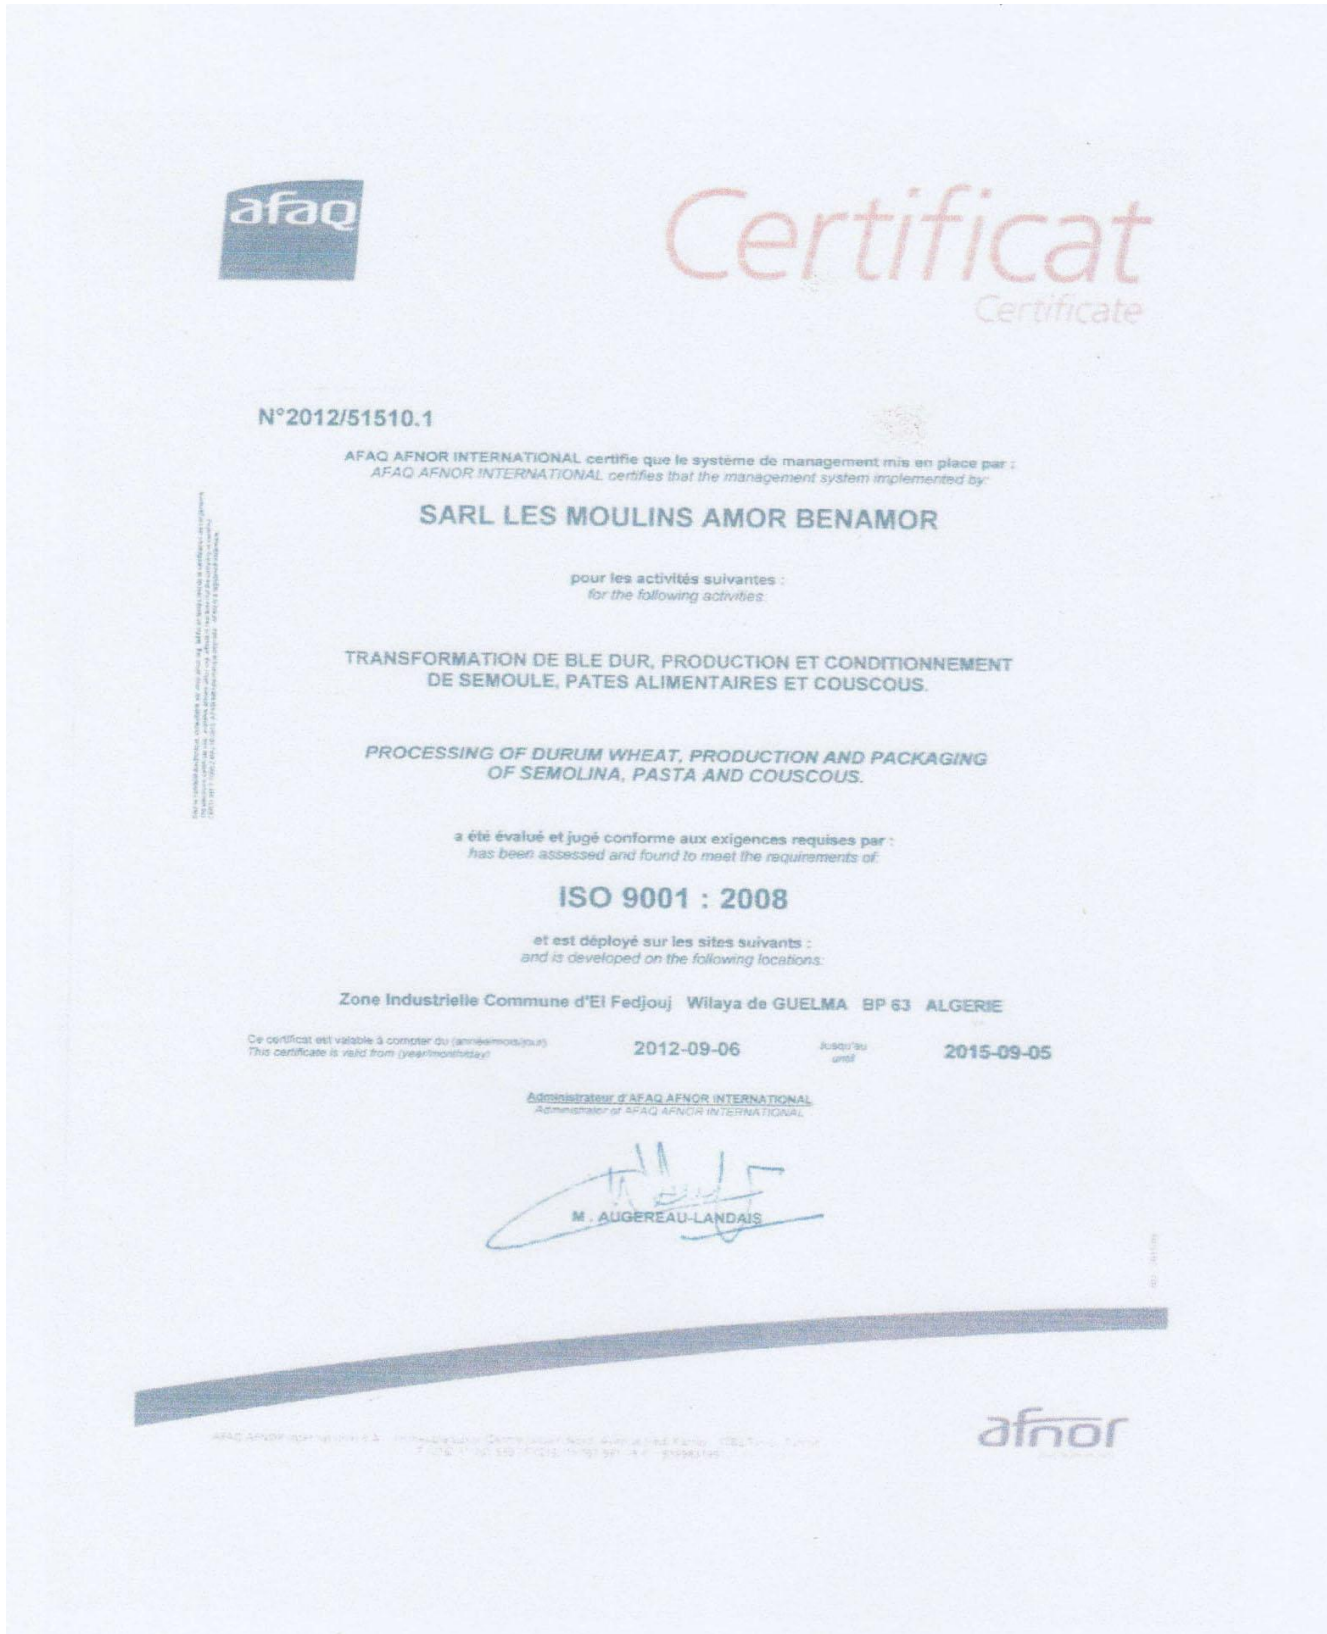 afaq
Certificat
Certificate
N°2012/51510.1
AFAQ AFNOR INTERNATIONAL certifie que le système de management mis en place par :
AFAQ AFNOR INTERNATIONAL certifies that the management system implemented by:
SARL LES MOULINS AMOR BENAMOR
pour les activités suivantes :
for the following activities:
TRANSFORMATION DE BLE DUR, PRODUCTION ET CONDITIONNEMENT
DE SEMOULE, PATES ALIMENTAIRES ET COUSCOUS.
PROCESSING OF DURUM WHEAT, PRODUCTION AND PACKAGING
OF SEMOLINA, PASTA AND COUSCOUS.
a été évalué et jugé conforme aux exigences requises par :
has been assessed and found to meet the requirements of:
ISO 9001 : 2008
et est déployé sur les sites suivants :
and is developed on the following locations:
Zone Industrielle Commune d'El Fedjouj Wilaya de GUELMA BP 63 ALGERIE
Ce certificat est valable à compter du (année/mois/jour)
This certificate is valid from (year/month/day)
2012-09-06
Jusqu'au
until
2015-09-05
Administrateur d'AFAQ AFNOR INTERNATIONAL
Administrator of AFAQ AFNOR INTERNATIONAL
M. AUGEREAU-LANDAIS
afnor